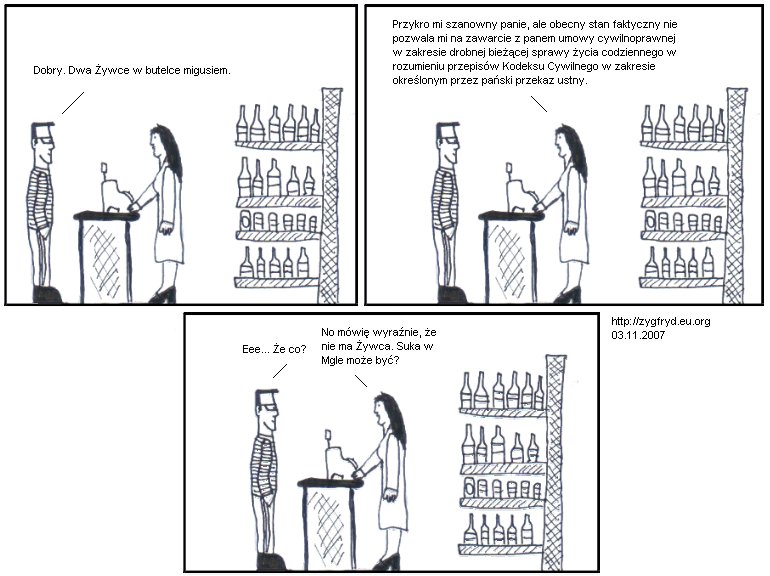 Dobry. Dwa Żywce w butelce migusiem.
Przykro mi szanowny panie, ale obecny stan faktyczny nie
pozwala mi na zawarcie z panem umowy cywilnoprawnej
w zakresie drobnej bieżącej sprawy życia codziennego w
rozumieniu przepisów Kodeksu Cywilnego w zakresie
określonym przez pański przekaz ustny.
Eee... Że co?
No mówię wyraźnie, że
nie ma Żywca. Suka w
Mgle może być?
http://zygfryd.eu.org
03.11.2007